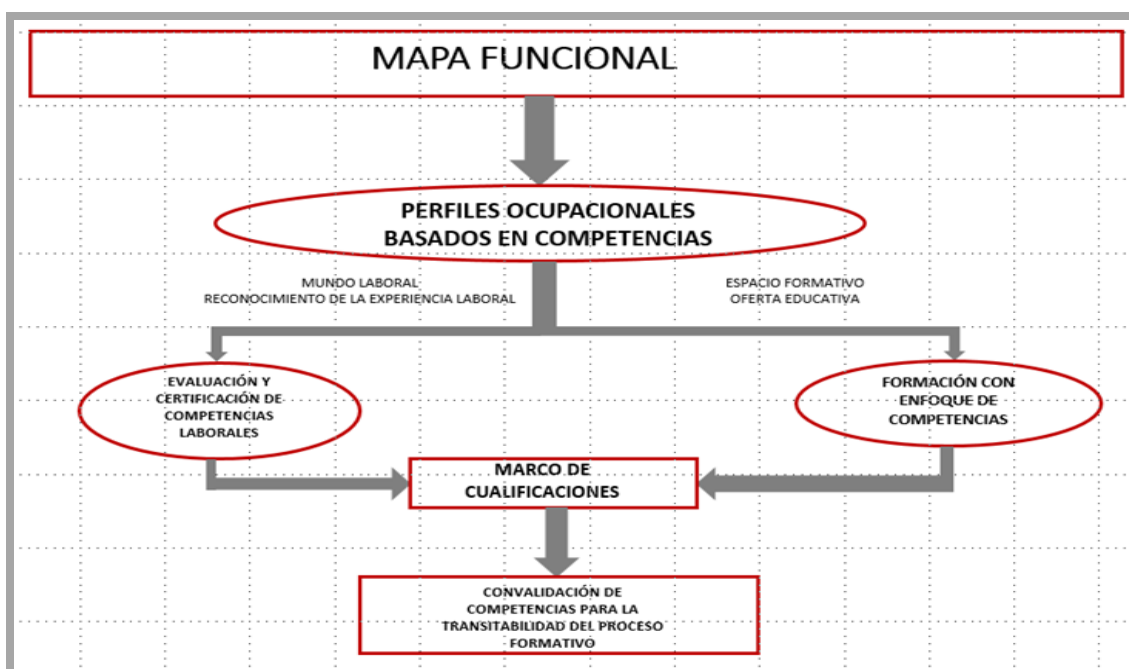 MAPA FUNCIONAL
PERFILES OCUPACIONALES
BASADOS EN COMPETENCIAS
MUNDO LABORAL
RECONOCIMIENTO DE LA EXPERIENCIA LABORAL
ESPACIO FORMATIVO
OFERTA EDUCATIVA
EVALUACIÓN Y
CERTIFICACIÓN DE
COMPETENCIAS
LABORALES
FORMACIÓN CON
ENFOQUE DE
COMPETENCIAS
MARCO DE
CUALIFICACIONES
CONVALIDACIÓN DE
COMPETENCIAS PARA LA
TRANSITABILIDAD DEL PROCESO
FORMATIVO